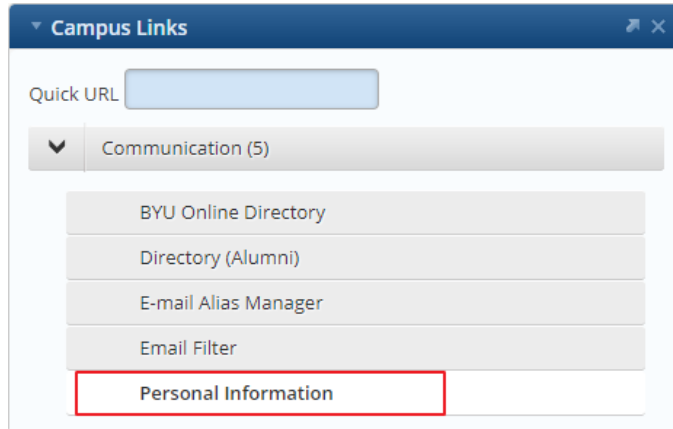 Campus Links
Quick URL
Communication (5)
BYU Online Directory
Directory (Alumni)
E-mail Alias Manager
Email Filter
Personal Information